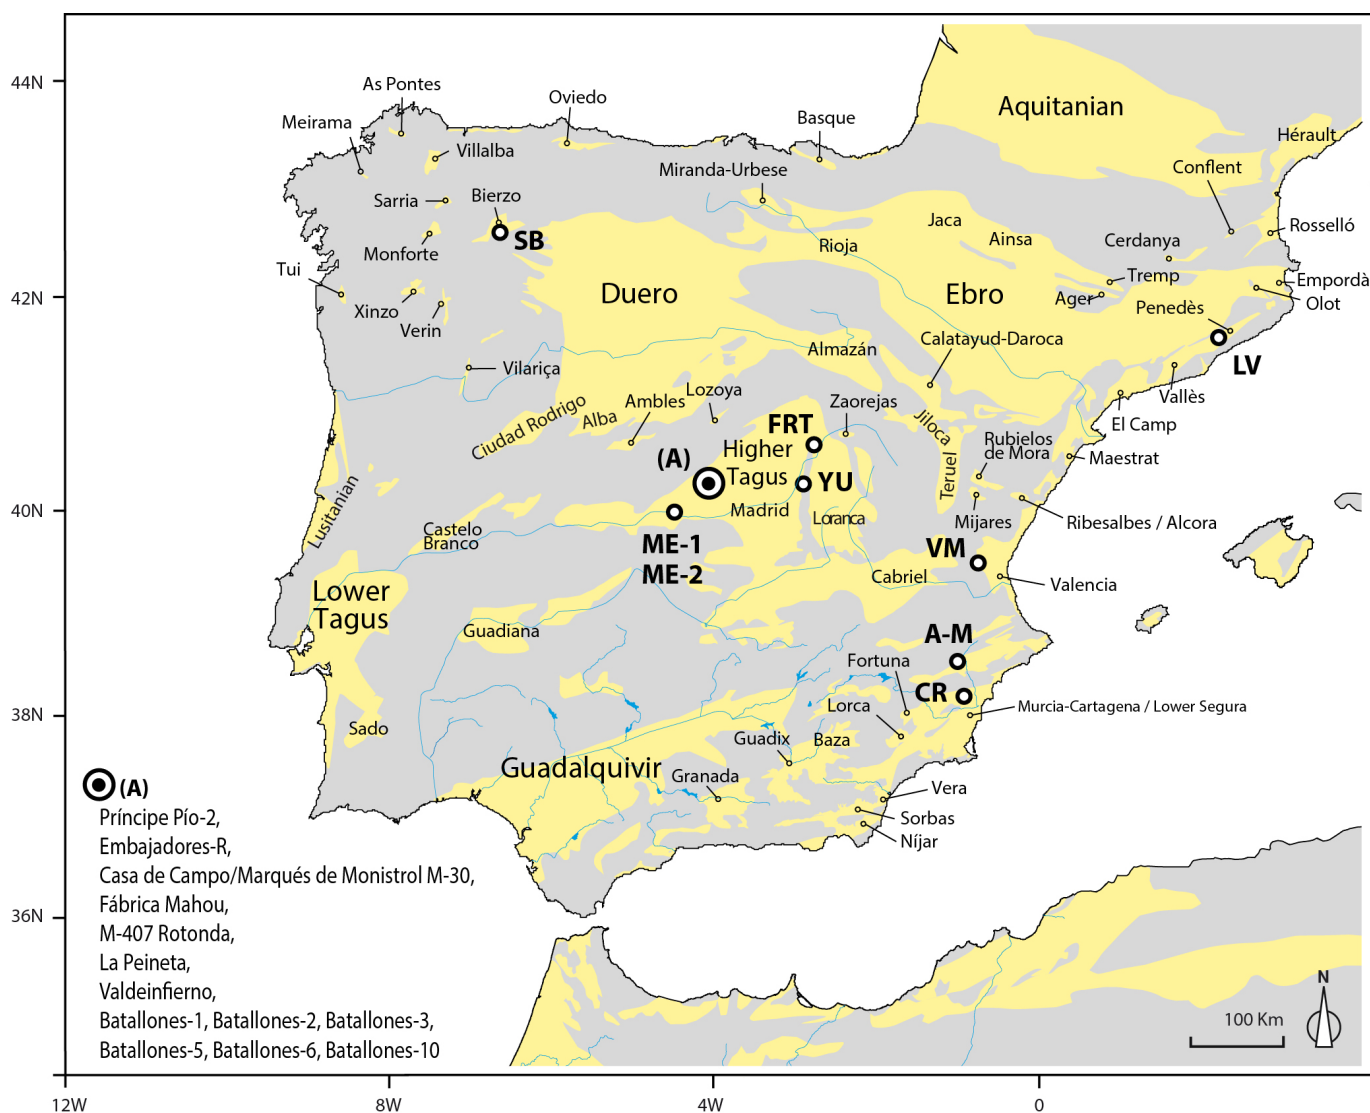 44N
42N
40N
38N
36N
12W
8W
4W
0
As Pontes
Meirama
Oviedo
Villalba
Basque
Aquitanian
Hérault
Conflent
Miranda-Urbese
Sarria
Bierzo
SB
Monforte
Jaca
Ainsa
Rioja
Cerdanya
Rosselló
Tui
Xinzo
Verin
Duero
Ebro
Tremp
Ager
Empordà
Olot
Penedès
LV
Vilariça
Almazán
Calatayud-Daroca
Vallès
El Camp
Ciudad Rodrigo
Alba
Ambles
Lozoya
Zaorejas
FRT
Higher
Tagus
(A)
YU
Jiloca
Teruel
Rubielos
de Mora
Maestrat
Madrid
Loranca
Mijares
Ribesalbes / Alcora
Lusitanian
Castelo
Branco
ME-1
ME-2
VM
Cabriel
Valencia
Lower
Tagus
Guadiana
A-M
Fortuna
CR
Lorca
Murcia-Cartagena / Lower Segura
Sado
Guadix
Baza
Guadalquivir
Granada
Vera
Sorbas
Níjar
(A)
Príncipe Pío-2,
Embajadores-R,
Casa de Campo/Marqués de Monistrol M-30,
Fábrica Mahou,
M-407 Rotonda,
La Peineta,
Valdeinfierno,
Batallones-1, Batallones-2, Batallones-3,
Batallones-5, Batallones-6, Batallones-10
100 Km
N